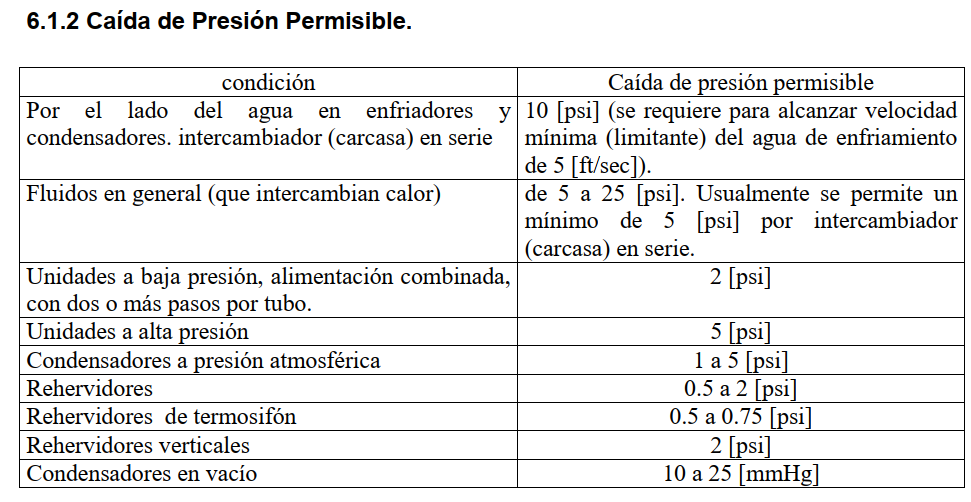 6.1.2 Caída de Presión Permisible.
condición
Caída de presión permisible
Por el lado del agua en enfriadores y
condensadores. intercambiador (carcasa) en serie
10 [psi] (se requiere para alcanzar velocidad
mínima (limitante) del agua de enfriamiento
de 5 [ft/sec]).
Fluidos en general (que intercambian calor)
de 5 a 25 [psi]. Usualmente se permite un
mínimo de 5 [psi] por intercambiador
(carcasa) en serie.
Unidades a baja presión, alimentación combinada,
con dos o más pasos por tubo.
2 [psi]
Unidades a alta presión
5 [psi]
Condensadores a presión atmosférica
1 a 5 [psi]
Rehervidores
0.5 a 2 [psi]
Rehervidores de termosifón
0.5 a 0.75 [psi]
Rehervidores verticales
2 [psi]
Condensadores en vacío
10 a 25 [mmHg]